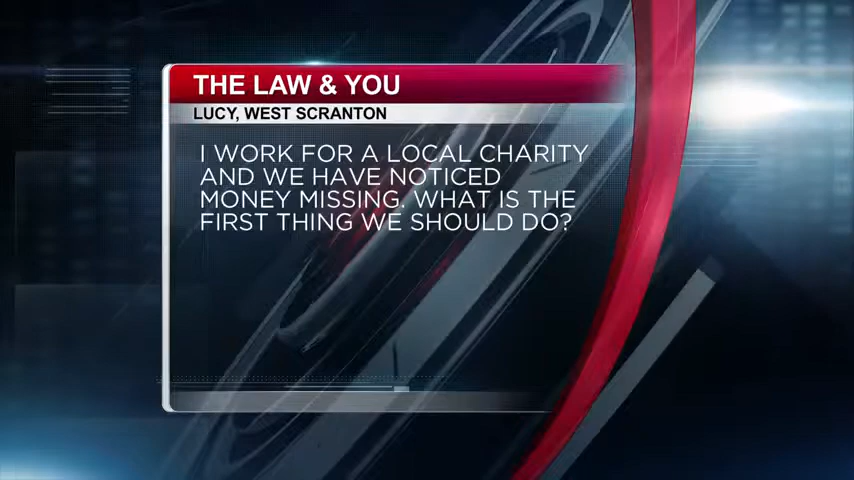 THE LAW & YOU
LUCY, WEST SCRANTON
I WORK FOR A LOCAL CHARITY
AND WE HAVE NOTICED
MONEY MISSING. WHAT IS THE
FIRST THING WE SHOULD DO?